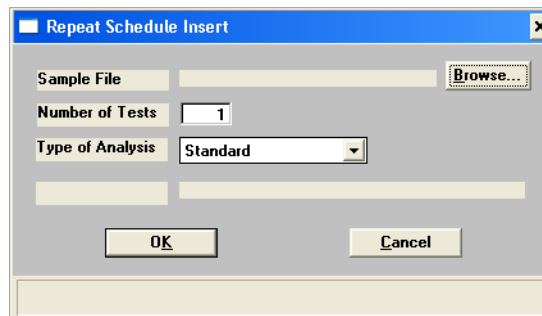 Repeat Schedule Insert
Sample File
Browse...
Number of Tests 1
Type of Analysis Standard
OK Cancel